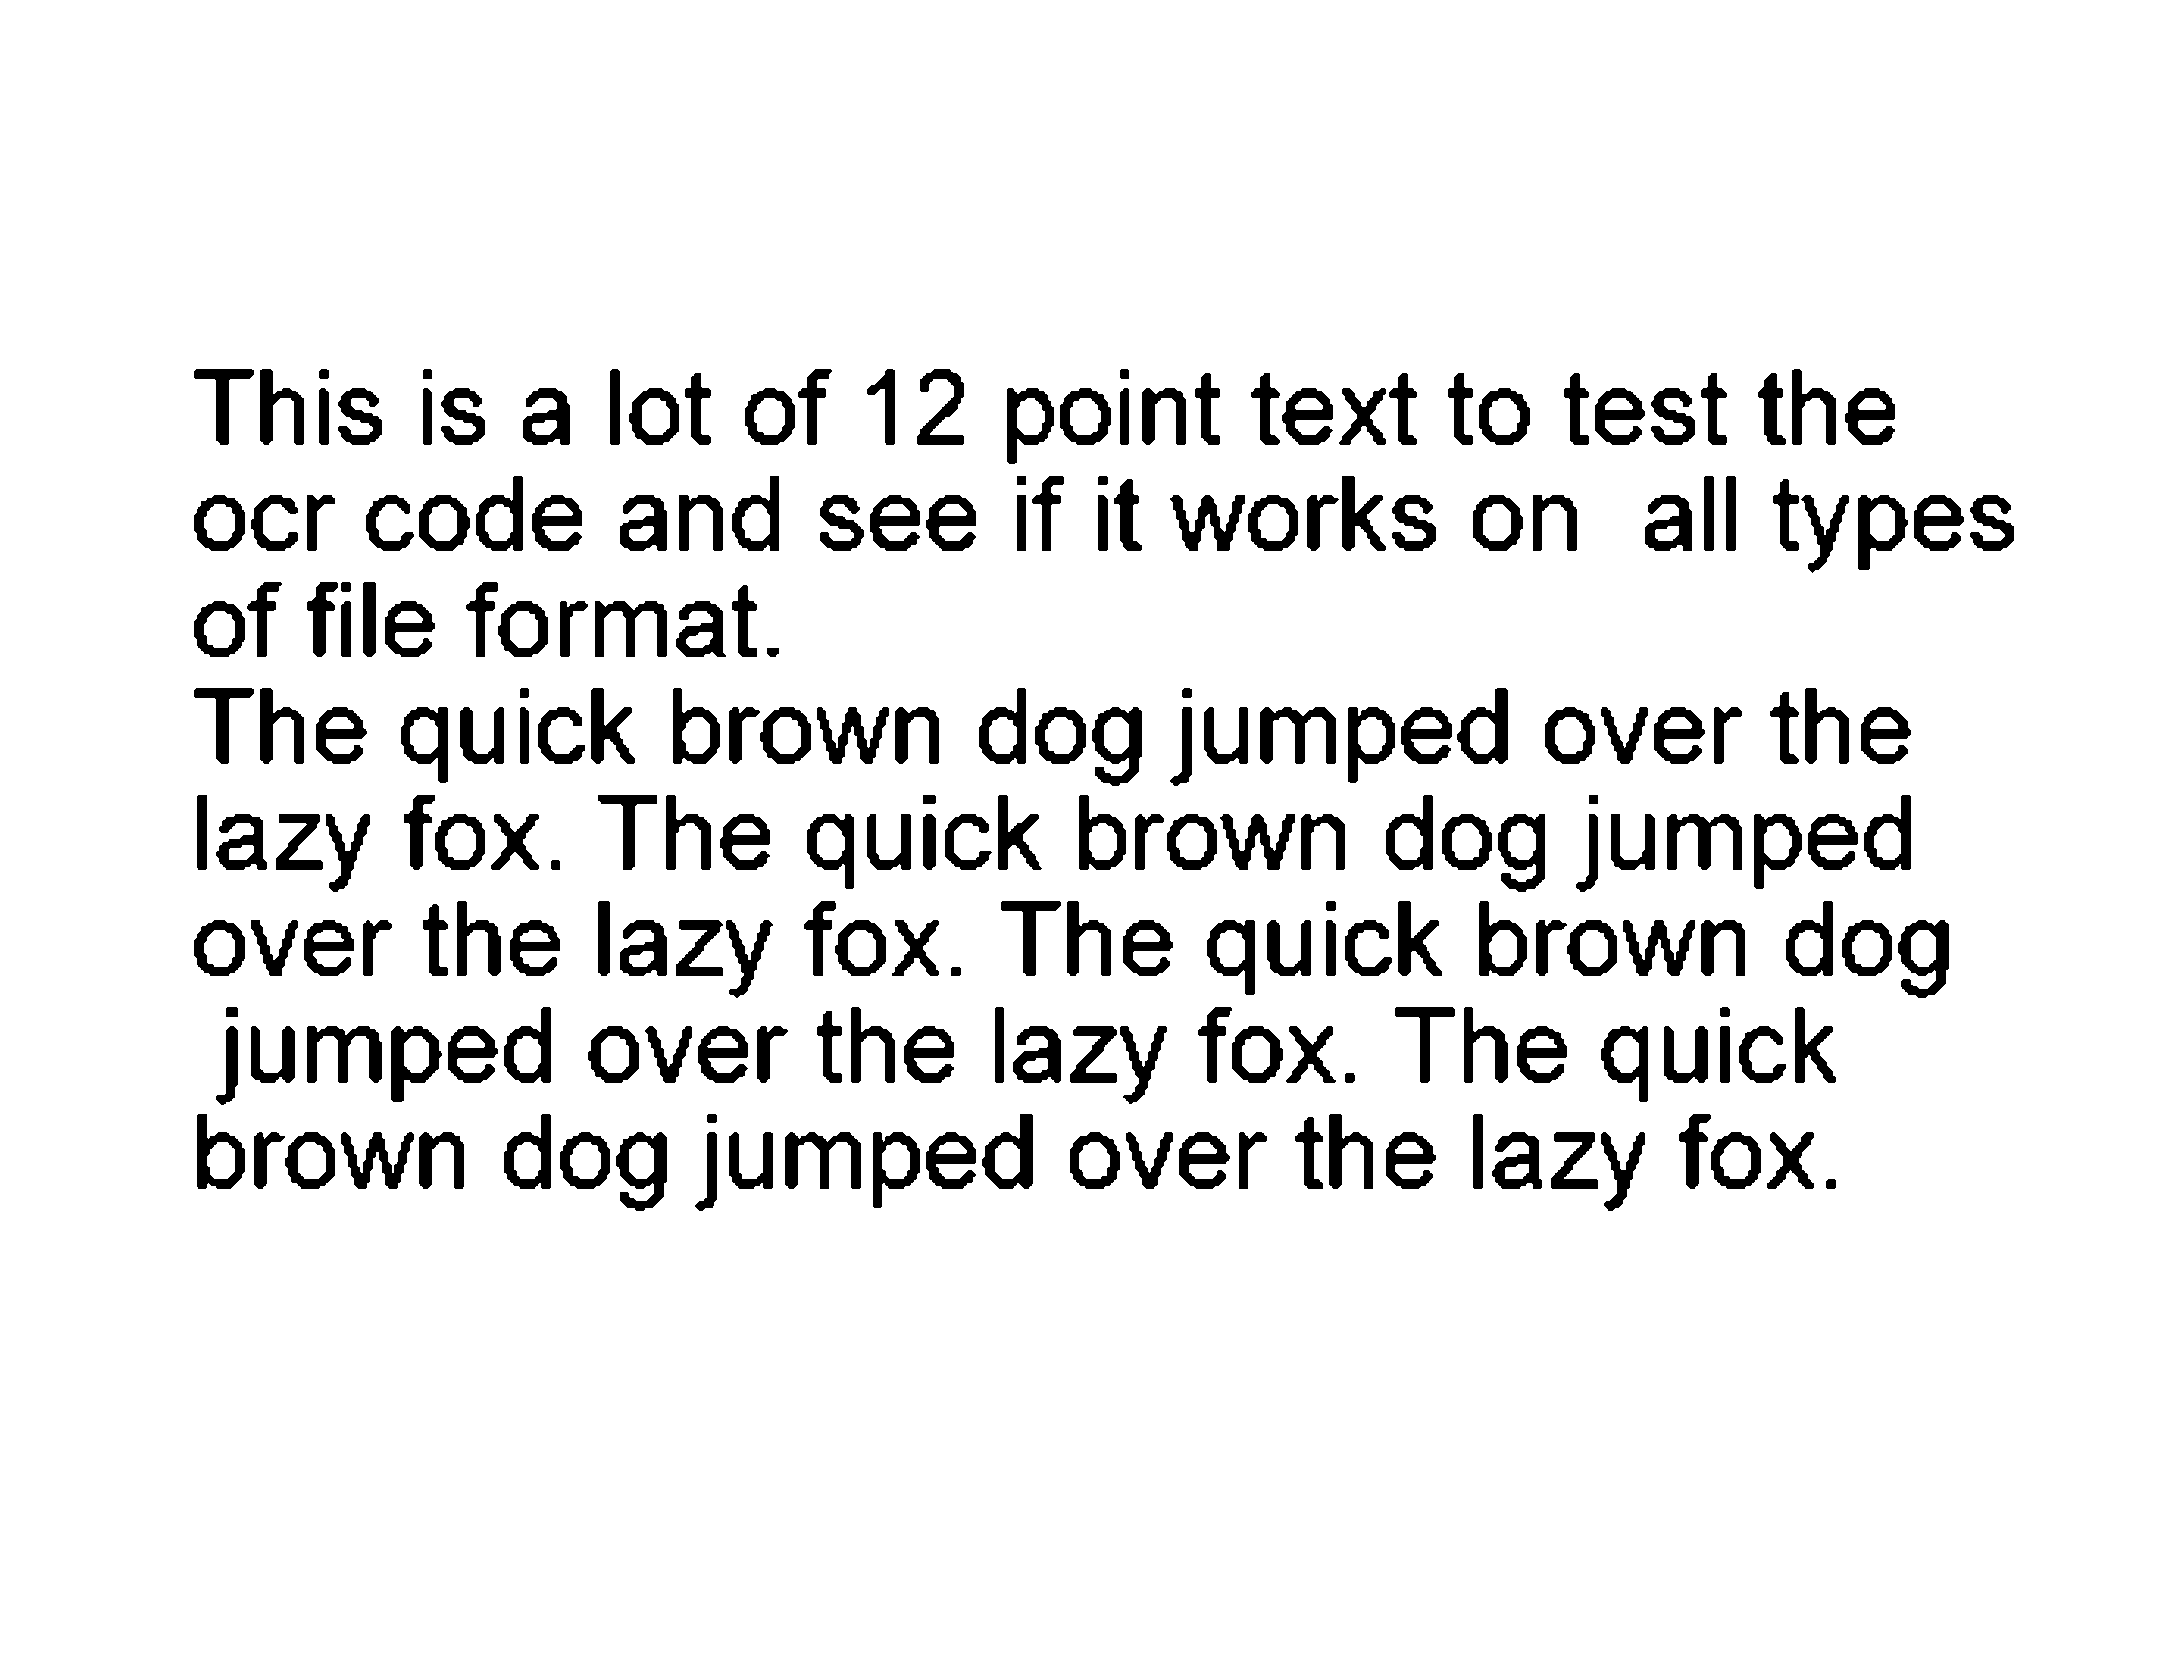 This is a lot of 12 point text to test the
ocr code and see if it works on  all types
of file format.
The quick brown dog jumped over the
lazy fox. The quick brown dog jumped
over the lazy fox. The quick brown dog
 jumped over the lazy fox. The quick
brown dog jumped over the lazy fox.